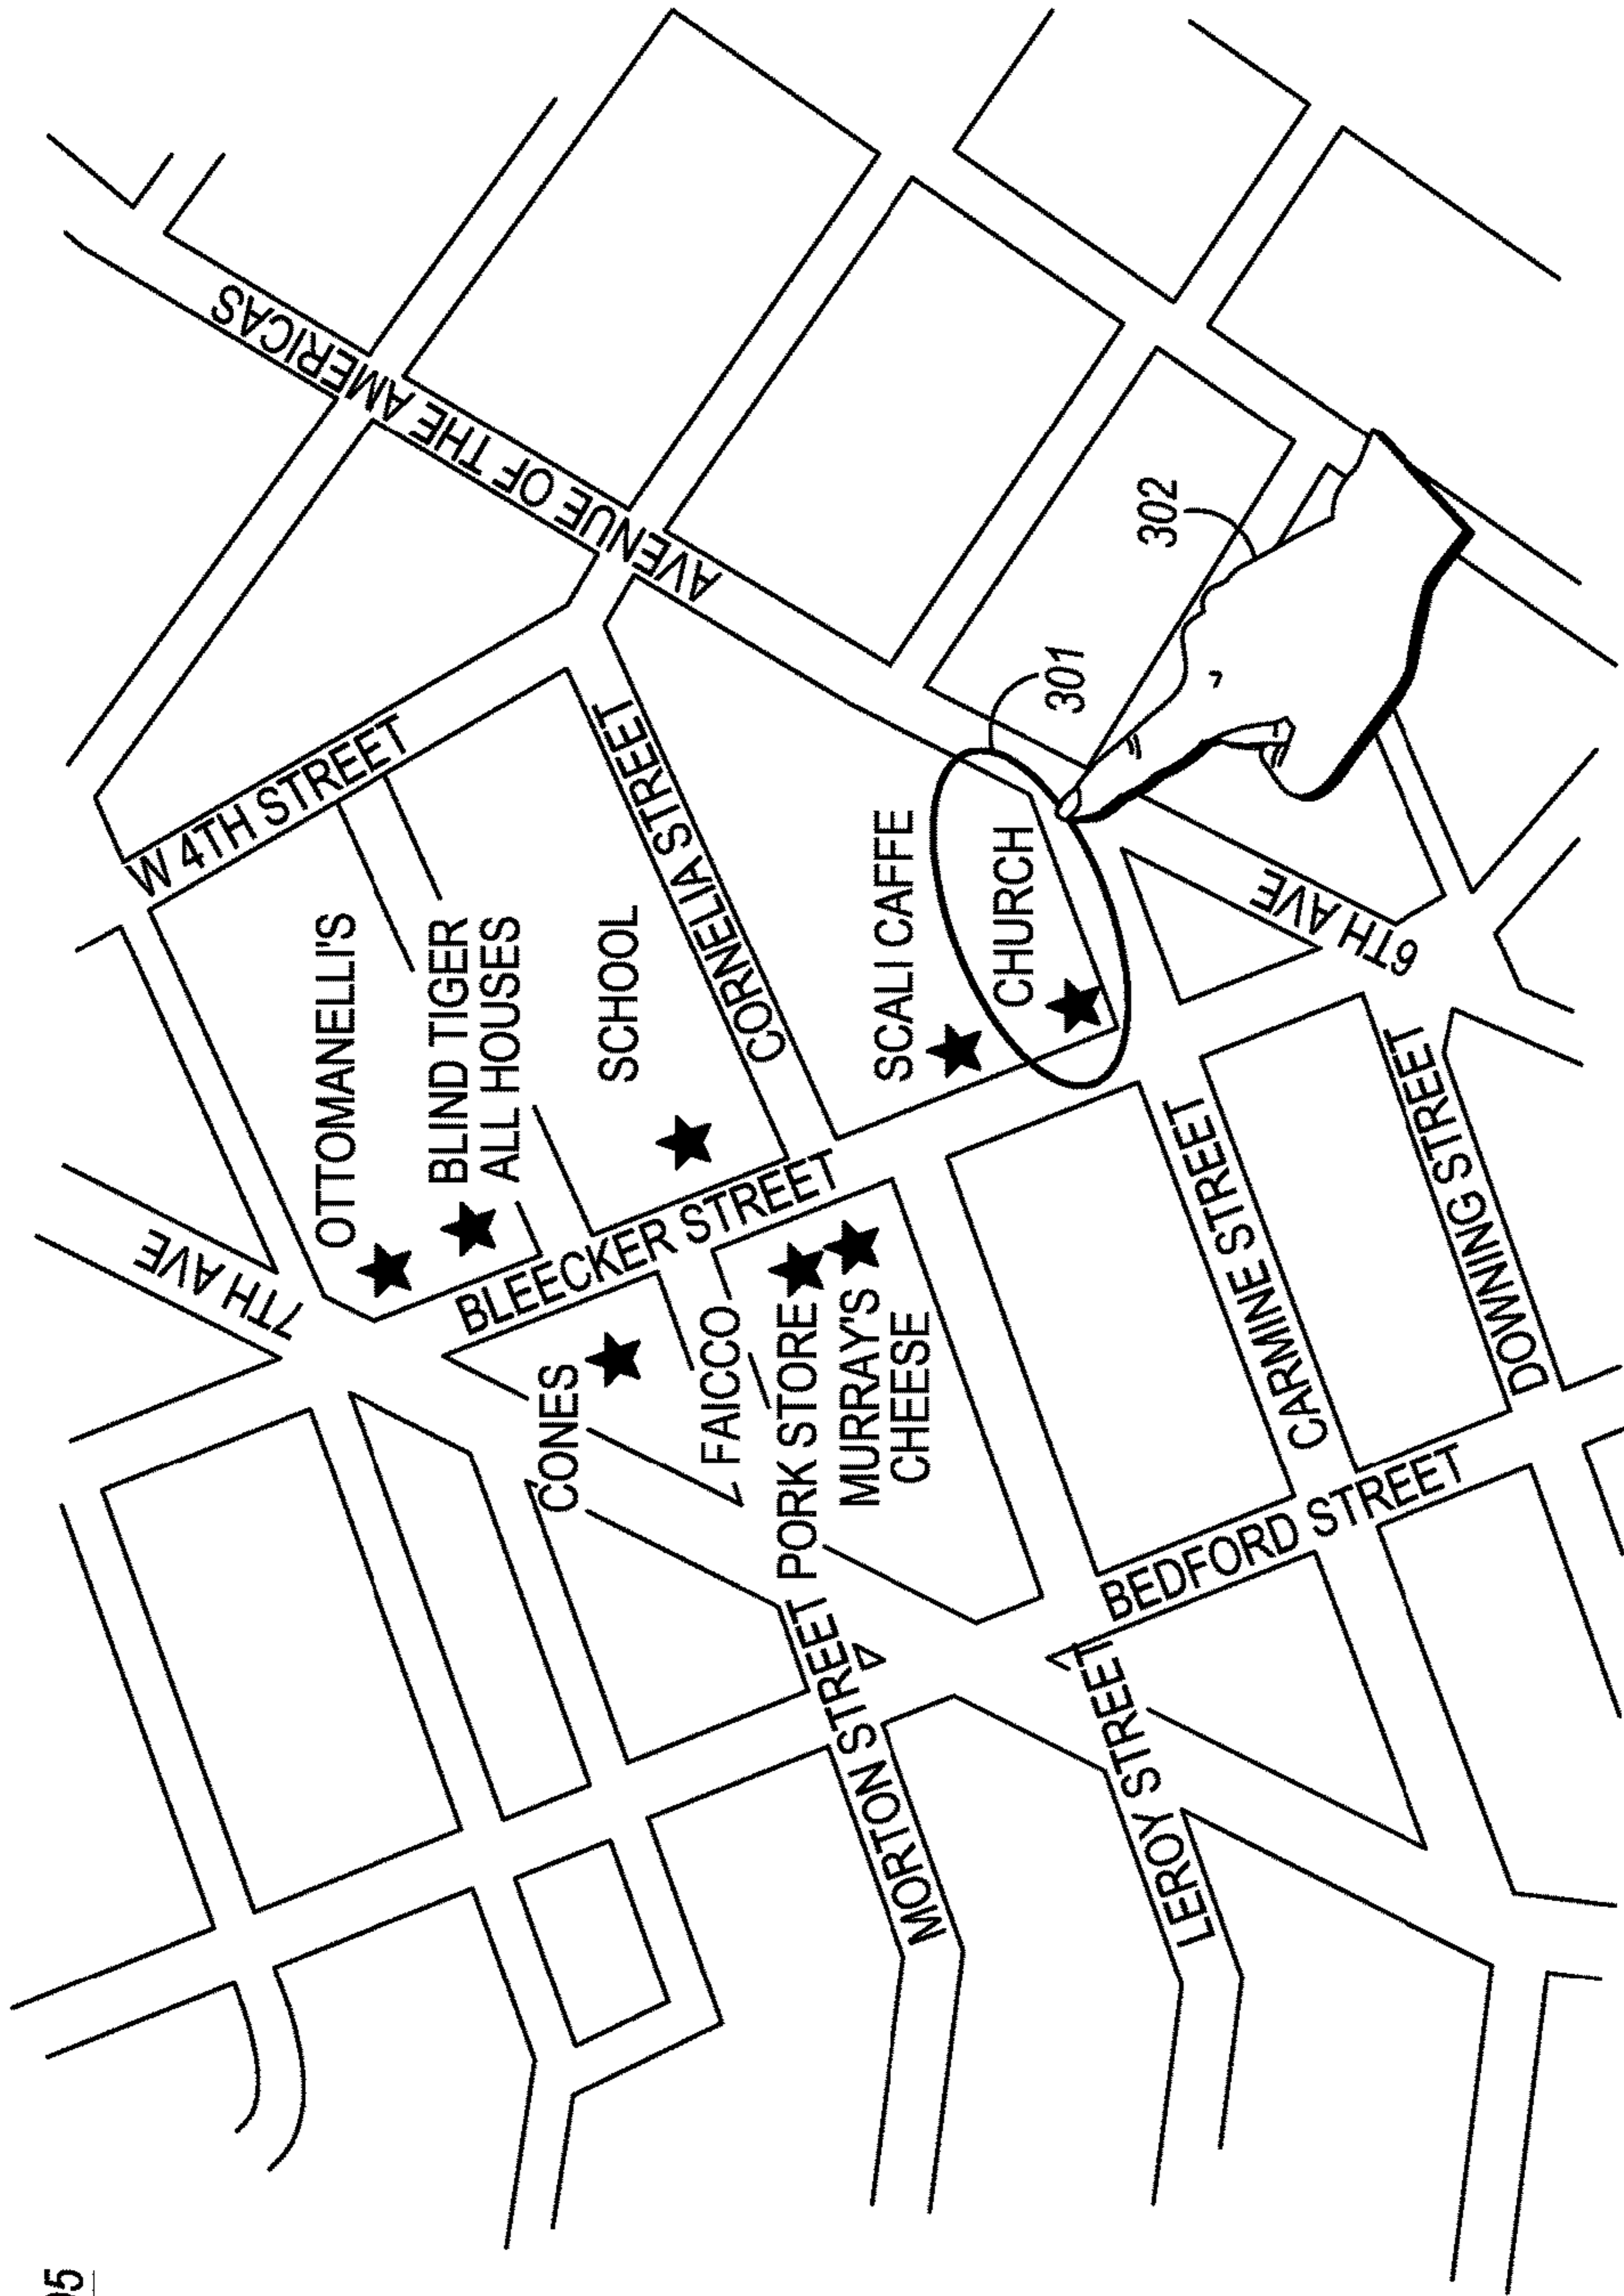 7TH AVE
W 4TH STREET
AVENUE OF THE AMERICAS
OTTOMANELLI'S
BLIND TIGER
ALL HOUSES
CONES
SCHOOL
BLEECKER STREET
CORNELIA STREET
FAICCO
PORK STORE
MURRAY'S
CHEESE
MORTON STREET
SCALI CAFFE
CHURCH
301
302
LEROY STREET
CARMINE STREET
BEDFORD STREET
6TH AVE
DOWNING STREET